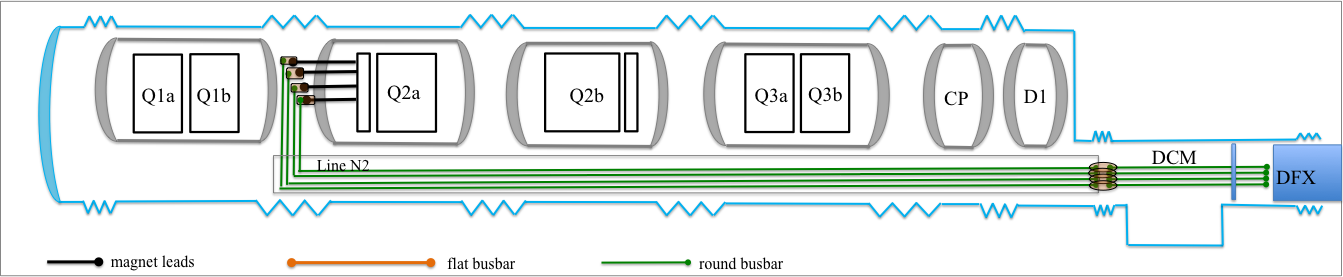 Q1a Q1b Q2a Q2b Q3a Q3b CP D1
Line N2 DCM
DFX
magnet leads flat busbar round busbar